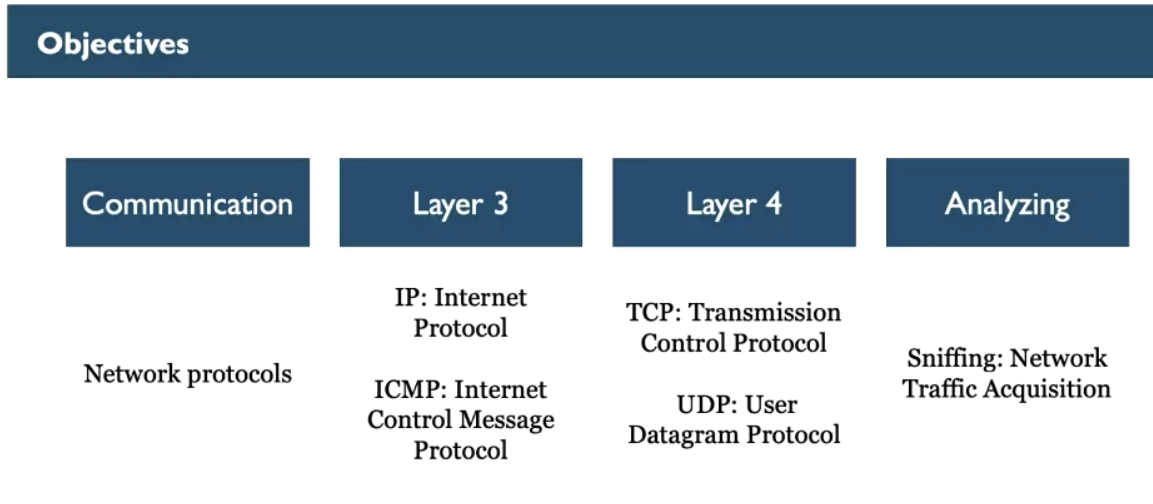 Objectives
Communication
Network protocols
Layer 3
IP: Internet
Protocol
ICMP: Internet
Control Message
Protocol
Layer 4
TCP: Transmission
Control Protocol
UDP: User
Datagram Protocol
Analyzing
Sniffing: Network
Traffic Acquisition